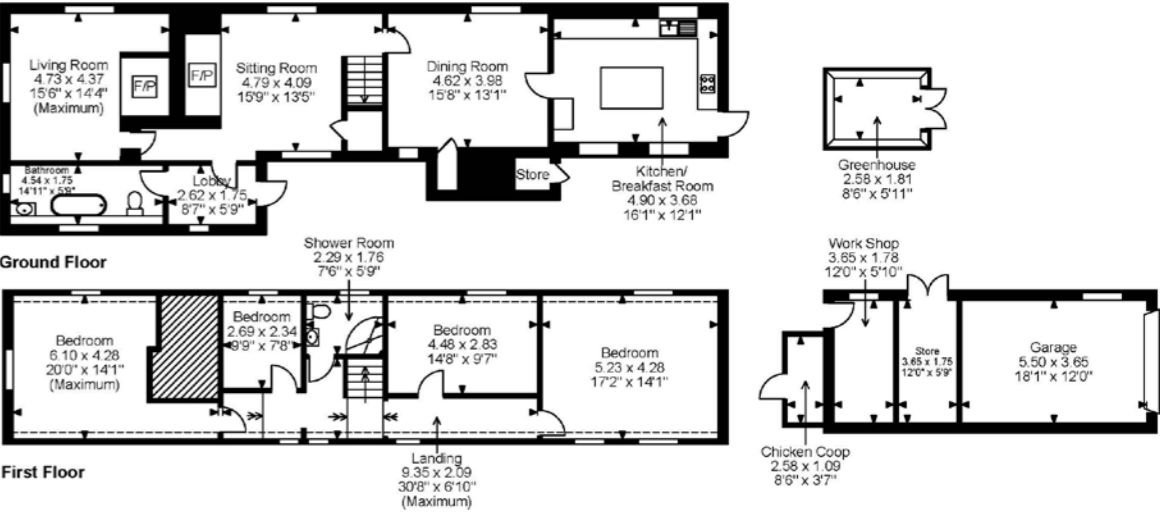 Living Room
4.73 x 4.37
15'6" x 14'4"
(Maximum)
F/P
F/P
Sitting Room
4.79 x 4.09
15'9" x 13'5"
Dining Room
4.62 x 3.98
15'8" x 13'1"
Kitchen/
Breakfast Room
4.90 x 3.68
16'1" x 12'1"
Store
Bathroom
4.54 x 1.75
14'11" x 5'9"
Lobby
2.62 x 1.75
8'7" x 5'9"
Greenhouse
2.58 x 1.81
8'6" x 5'11"
Ground Floor
Shower Room
2.29 x 1.76
7'6" x 5'9"
Bedroom
6.10 x 4.28
20'0" x 14'1"
(Maximum)
Bedroom
2.69 x 2.34
9'9" x 7'8"
Bedroom
4.48 x 2.83
14'8" x 9'7"
Bedroom
5.23 x 4.28
17'2" x 14'1"
Landing
9.35 x 2.09
30'8" x 6'10"
(Maximum)
First Floor
Work Shop
3.65 x 1.78
12'0" x 5'10"
Store
3.65 x 1.75
12'0" x 5'9"
Garage
5.50 x 3.65
18'1" x 12'0"
Chicken Coop
2.58 x 1.09
8'6" x 3'7"